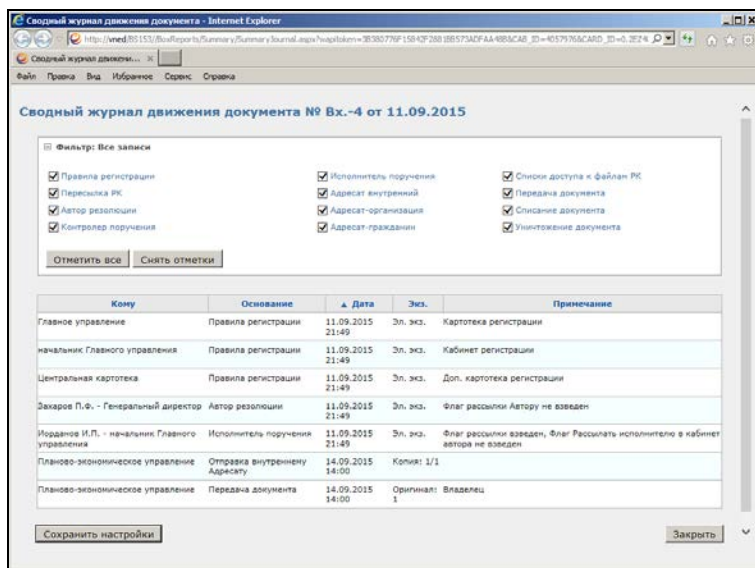 Сводный журнал движения документа - Internet Explorer
Сводный журнал движени... ×
Файл Правка Вид Избранное Сервис Справка
Сводный журнал движения документа № Вх.-4 от 11.09.2015
Фильтр: Все записи
Правила регистрации Исполнитель поручения Списки доступа к файлам РК
Пересылка РК Адресат внутренний Передача документа
Автор резолюции Адресат-организация Списание документа
Контролер поручения Адресат-гражданин Уничтожение документа
Отметить все Снять отметки
Кому Основание ▲ Дата Экз. Примечание
Главное управление Правила регистрации 11.09.2015 Эл. экз. Картотека регистрации
21:49
начальник Главного управления Правила регистрации 11.09.2015 Эл. экз. Кабинет регистрации
21:49
Центральная картотека Правила регистрации 11.09.2015 Эл. экз. Доп. картотека регистрации
21:49
Захаров П.Ф. - Генеральный директор Автор резолюции 11.09.2015 Эл. экз. Флаг рассылки Автору не взведен
21:49
Иорданов И.П. - начальник Главного Исполнитель поручения 11.09.2015 Эл. экз. Флаг рассылки взведен, Флаг Рассылать исполнителю в кабинет
управления 21:49 автора не взведен
Планово-экономическое управление Отправка внутреннему 14.09.2015 Копия: 1/1
Адресату 14:00
Планово-экономическое управление Передача документа 14.09.2015 Оригинал: Владелец
14:00 1
Сохранить настройки Закрыть